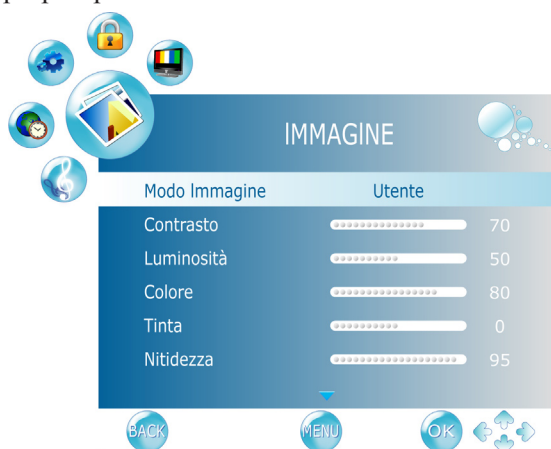 IMMAGINE
Modo Immagine Utente
Contrasto 70
Luminosità 50
Colore 80
Tinta 0
Nitidezza 95
BACK MENU OK